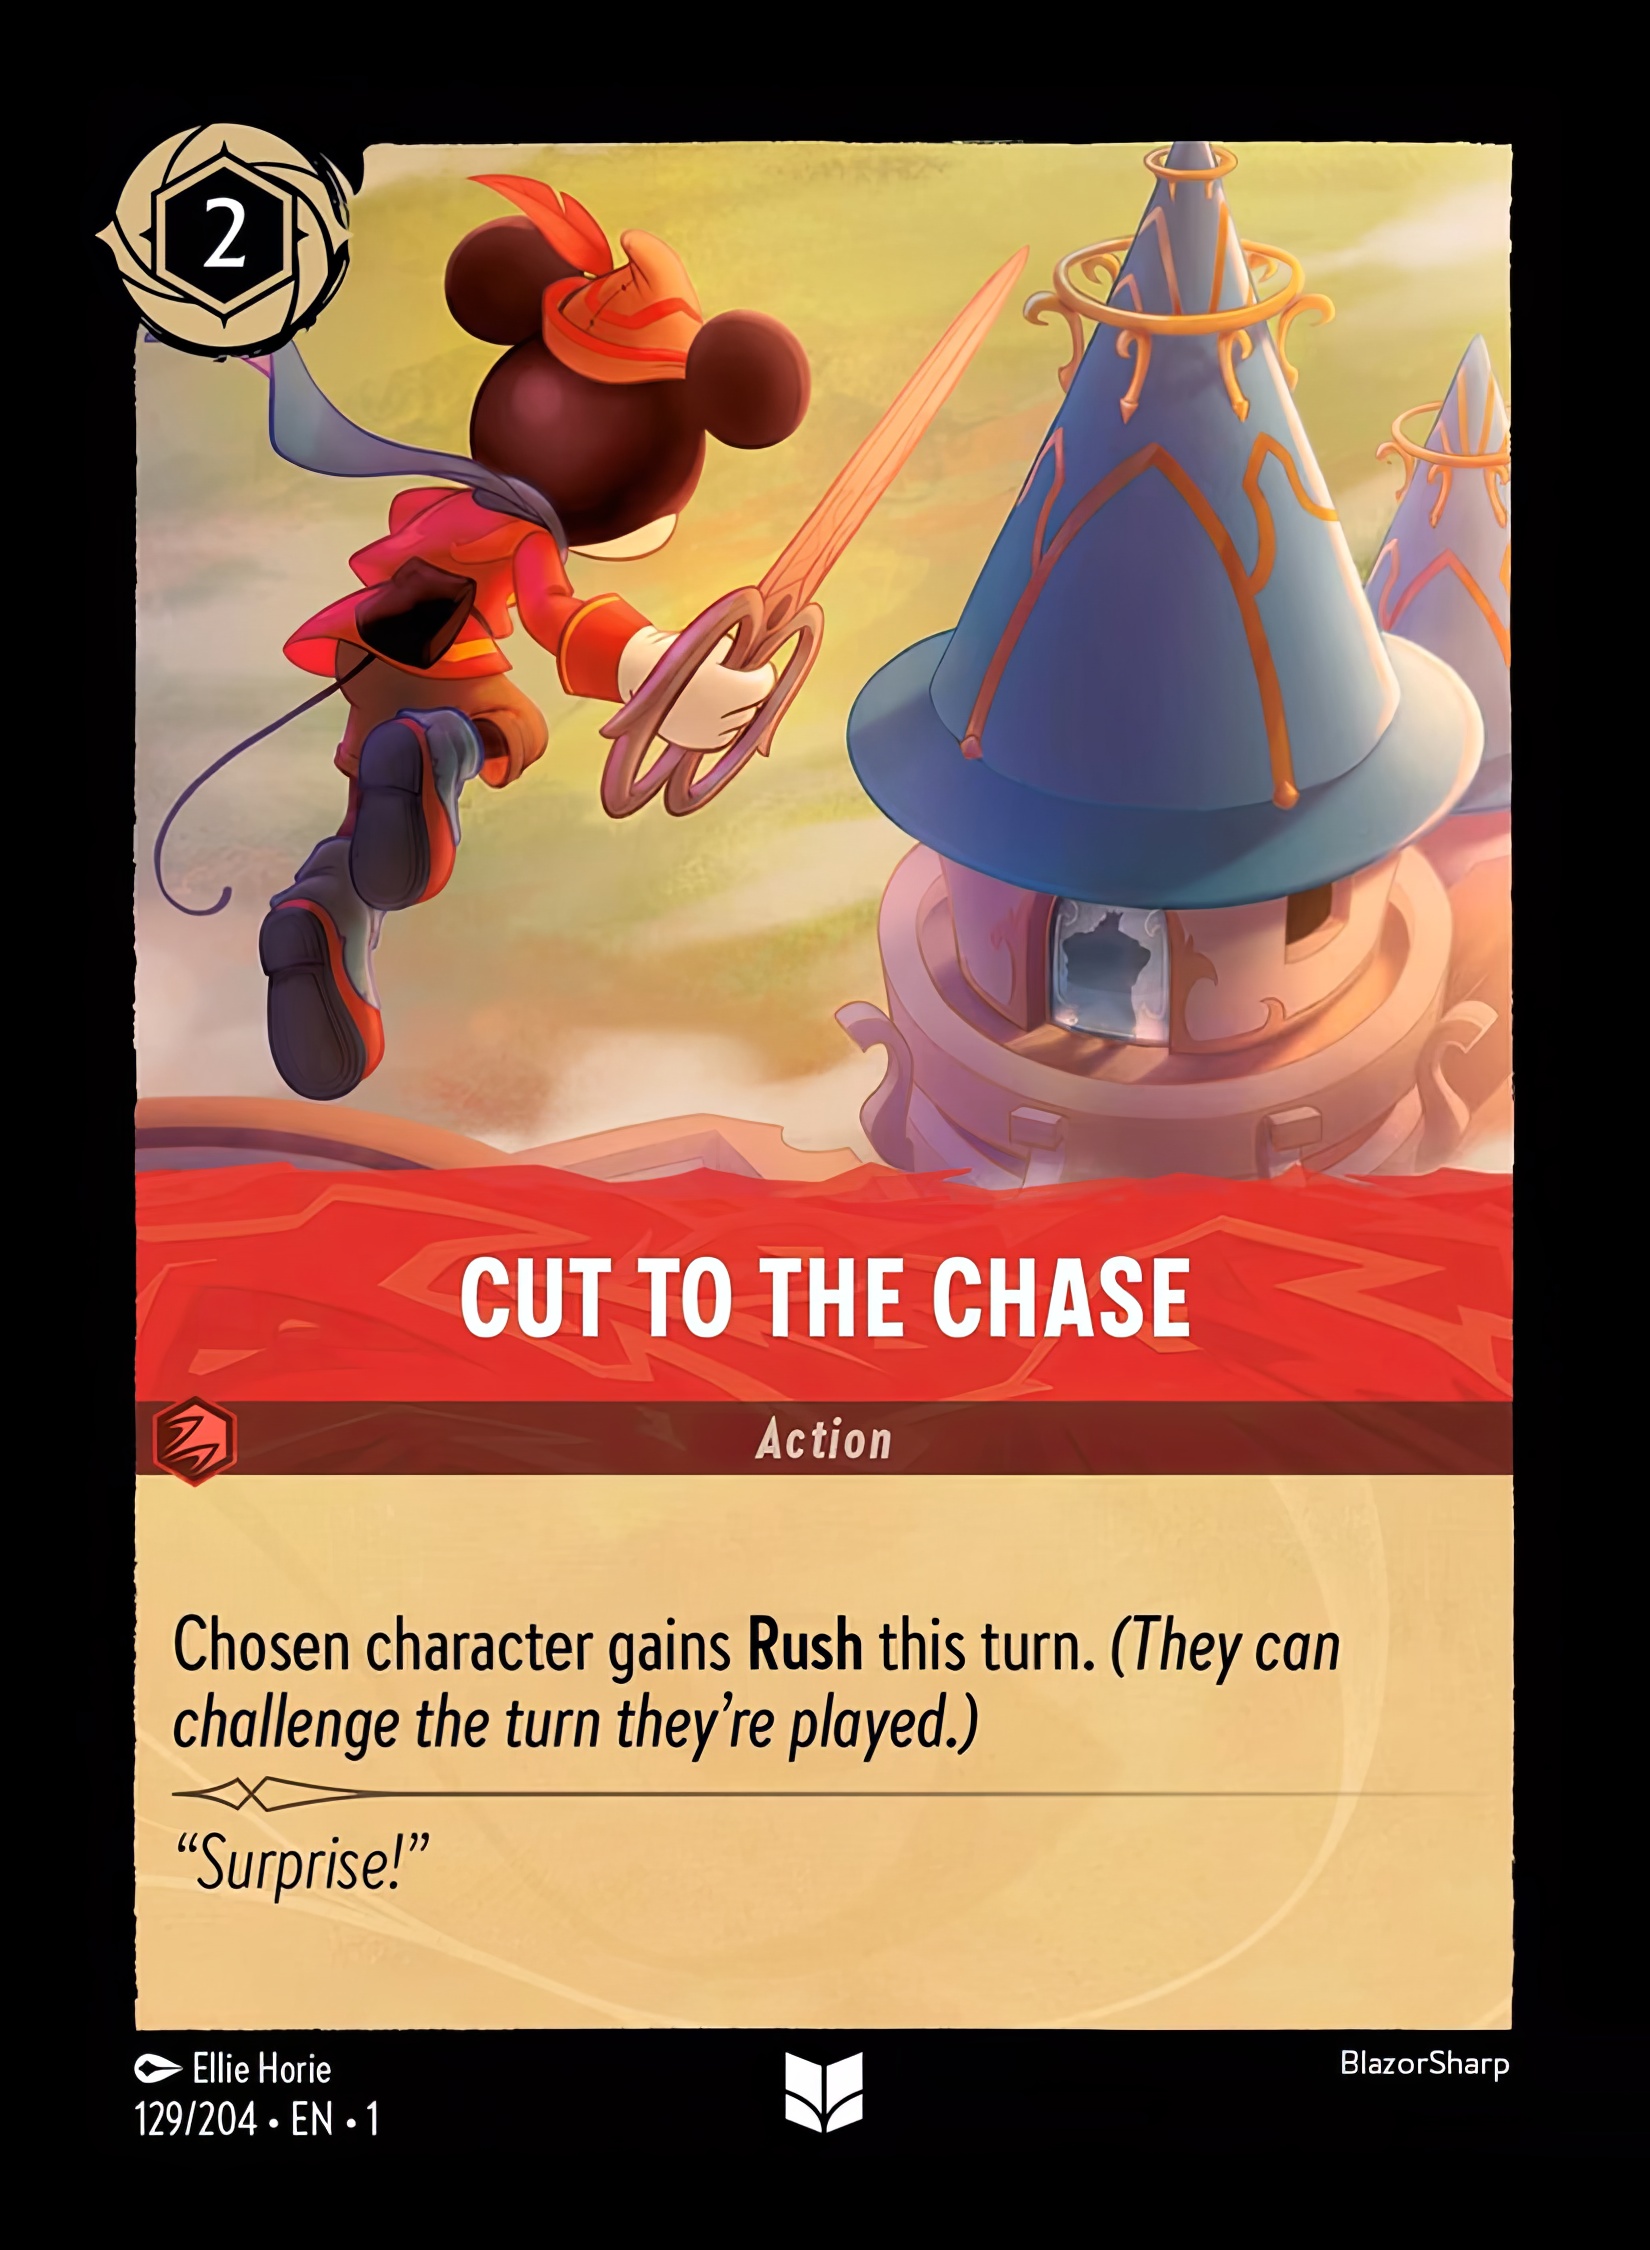 2
CUT TO THE CHASE
Action
Chosen character gains Rush this turn. (They can
challenge the turn they’re played.)
“Surprise!”
Ellie Horie
BlazorSharp
129/204 • EN • 1